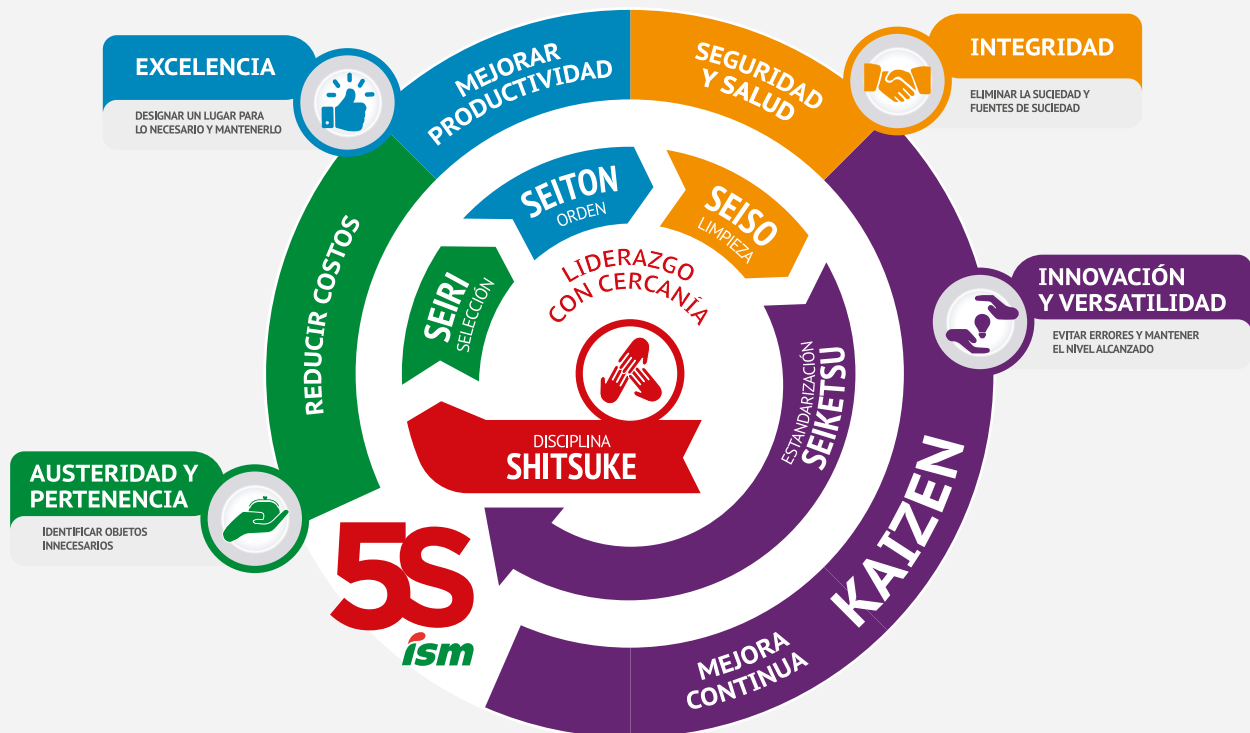 EXCELENCIA
DESIGNAR UN LUGAR PARA
LO NECESARIO Y MANTENERLO
MEJORAR
PRODUCTIVIDAD
SEGURIDAD
Y SALUD
INTEGRIDAD
ELIMINAR LA SUCIEDAD Y
FUENTES DE SUCIEDAD
REDUCIR COSTOS
SEIRI
SELECCIÓN
SEITON
ORDEN
SEISO
LIMPIEZA
LIDERAZGO
CON CERCANÍA
INNOVACIÓN
Y VERSATILIDAD
EVITAR ERRORES Y MANTENER
EL NIVEL ALCANZADO
ESTANDARIZACIÓN
SEIKETSU
DISCIPLINA
SHITSUKE
AUSTERIDAD Y
PERTENENCIA
IDENTIFICAR OBJETOS
INNECESARIOS
5S
ism
KAIZEN
MEJORA
CONTINUA